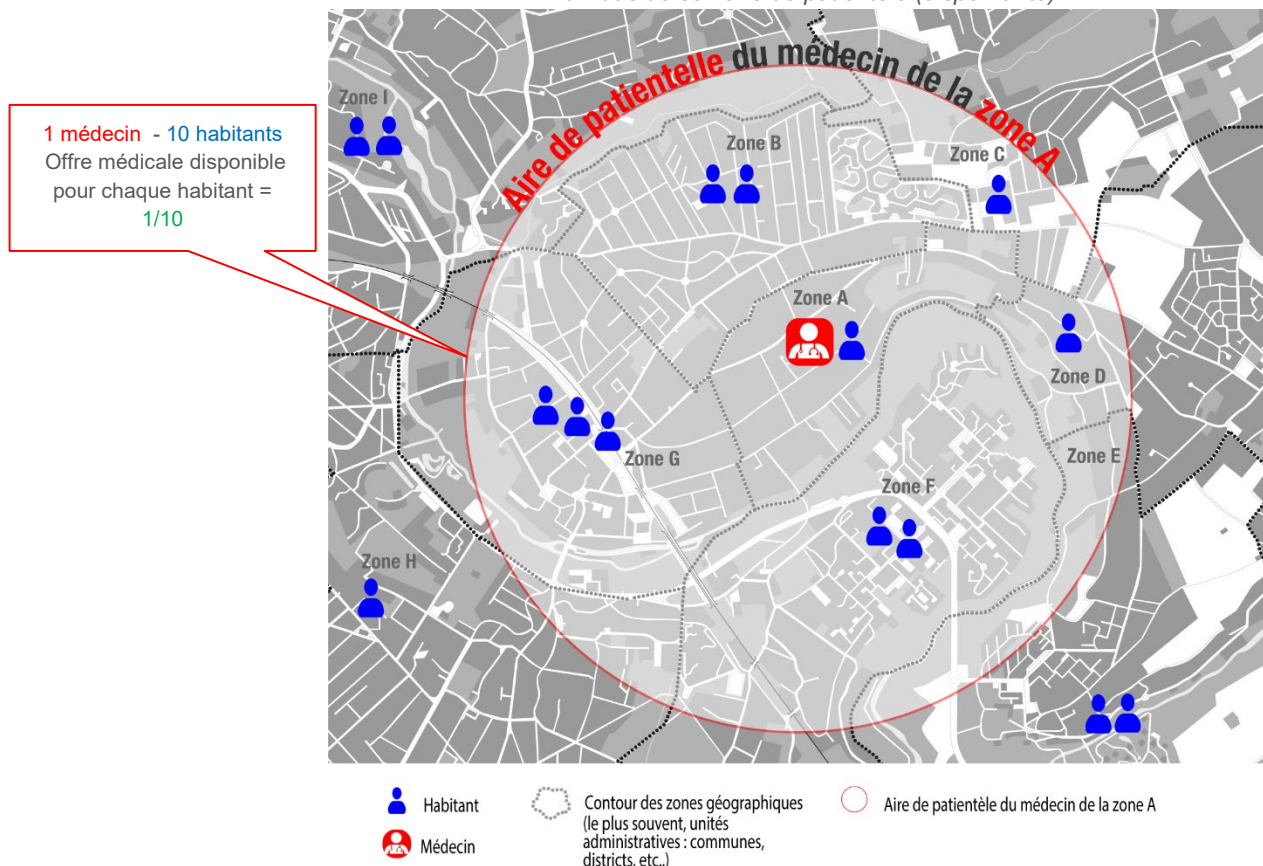 Aire de patientelle du médecin de la zone A
Zone I
Zone B
Zone C
1 médecin - 10 habitants
Offre médicale disponible
pour chaque habitant =
1/10
Zone A
Zone D
Zone G
Zone E
Zone F
Zone H
Habitant
Médecin
Contour des zones géographiques
(le plus souvent, unités
administratives : communes,
districts, etc..)
Aire de patientèle du médecin de la zone A